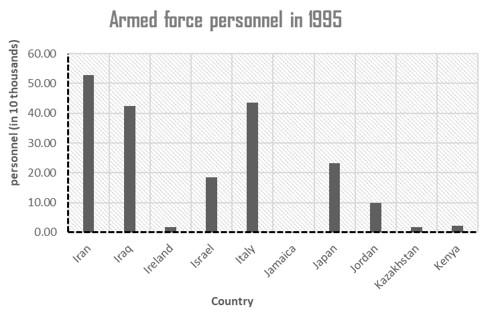 Armed force personnel in 1995
personnel (in 10 thousands)
60.00
50.00
40.00
30.00
20.00
10.00
0.00
Iran
Iraq
Ireland
Israel
Italy
Jamaica
Japan
Jordan
Kazakhstan
Kenya
Country